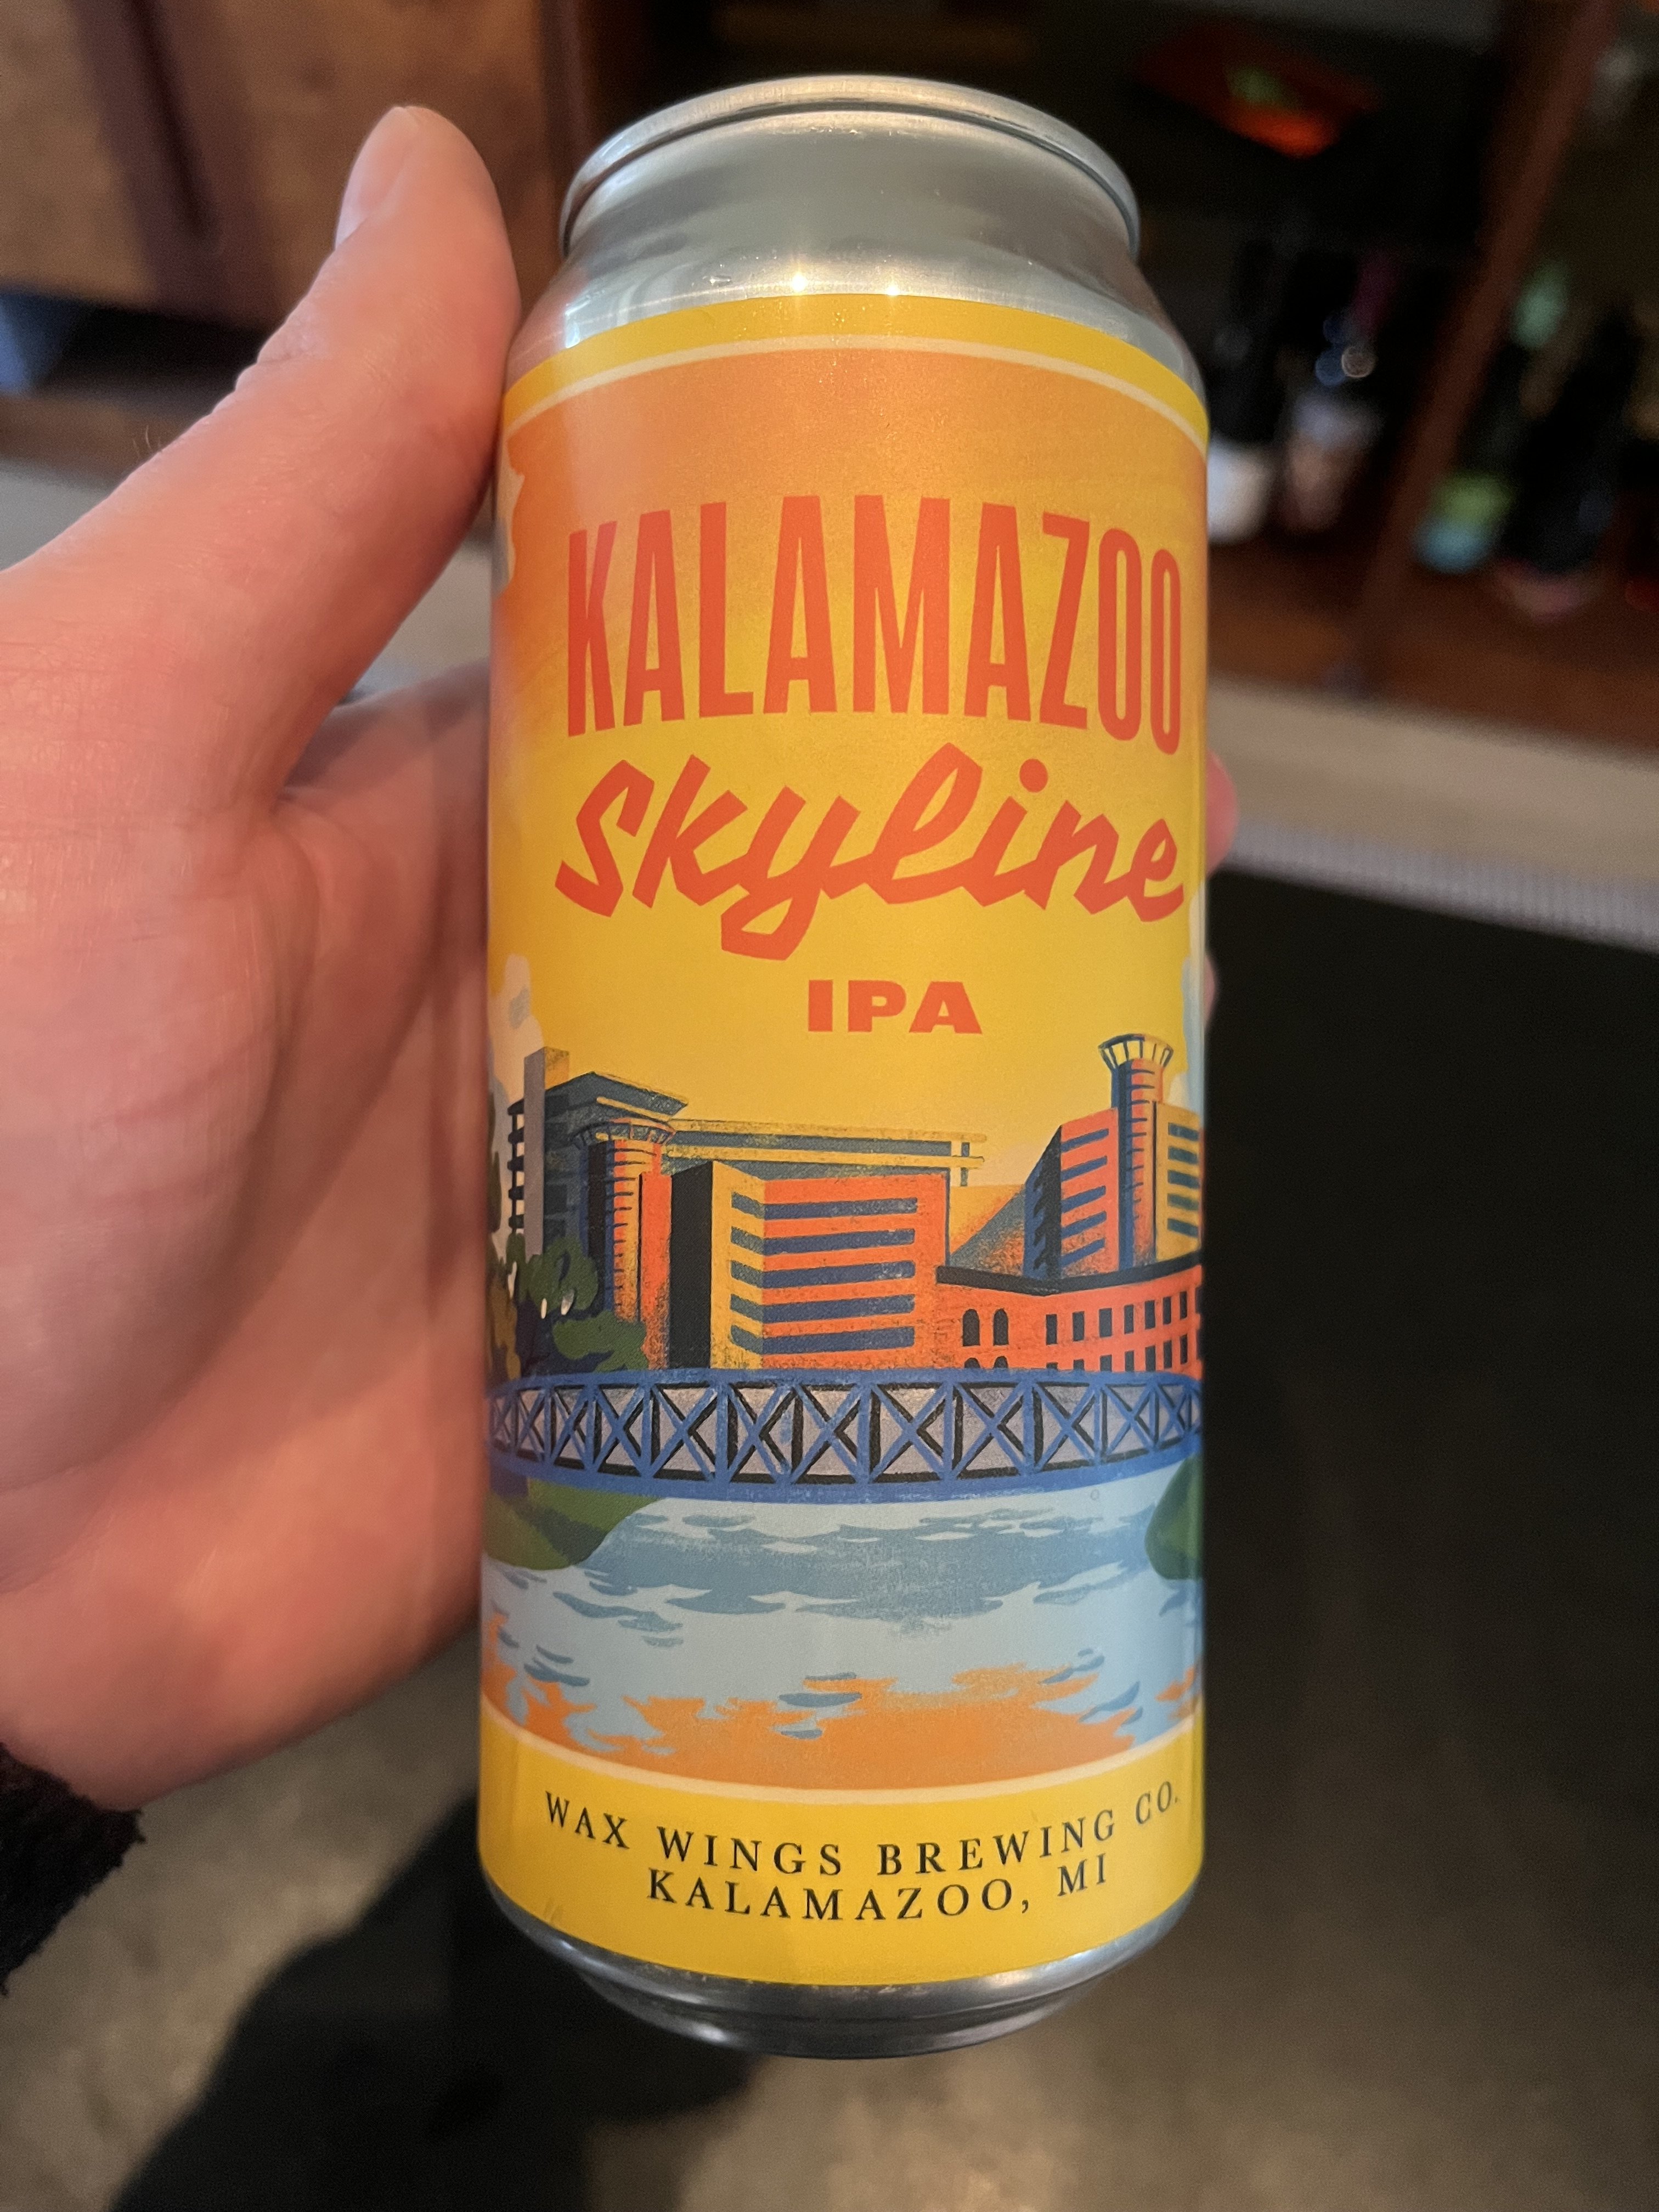 KALAMAZOO
Skyline
IPA
WAX WINGS BREWING CO.
KALAMAZOO, MI